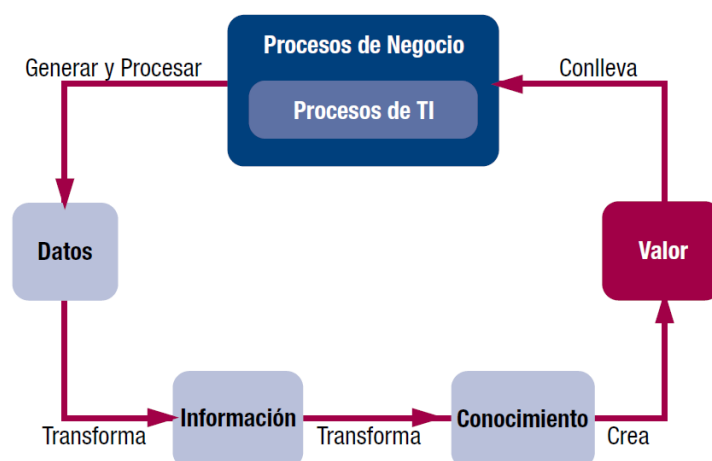 Procesos de Negocio
Generar y Procesar
Conlleva
Procesos de TI
Datos
Valor
Información
Conocimiento
Transforma
Transforma
Crea